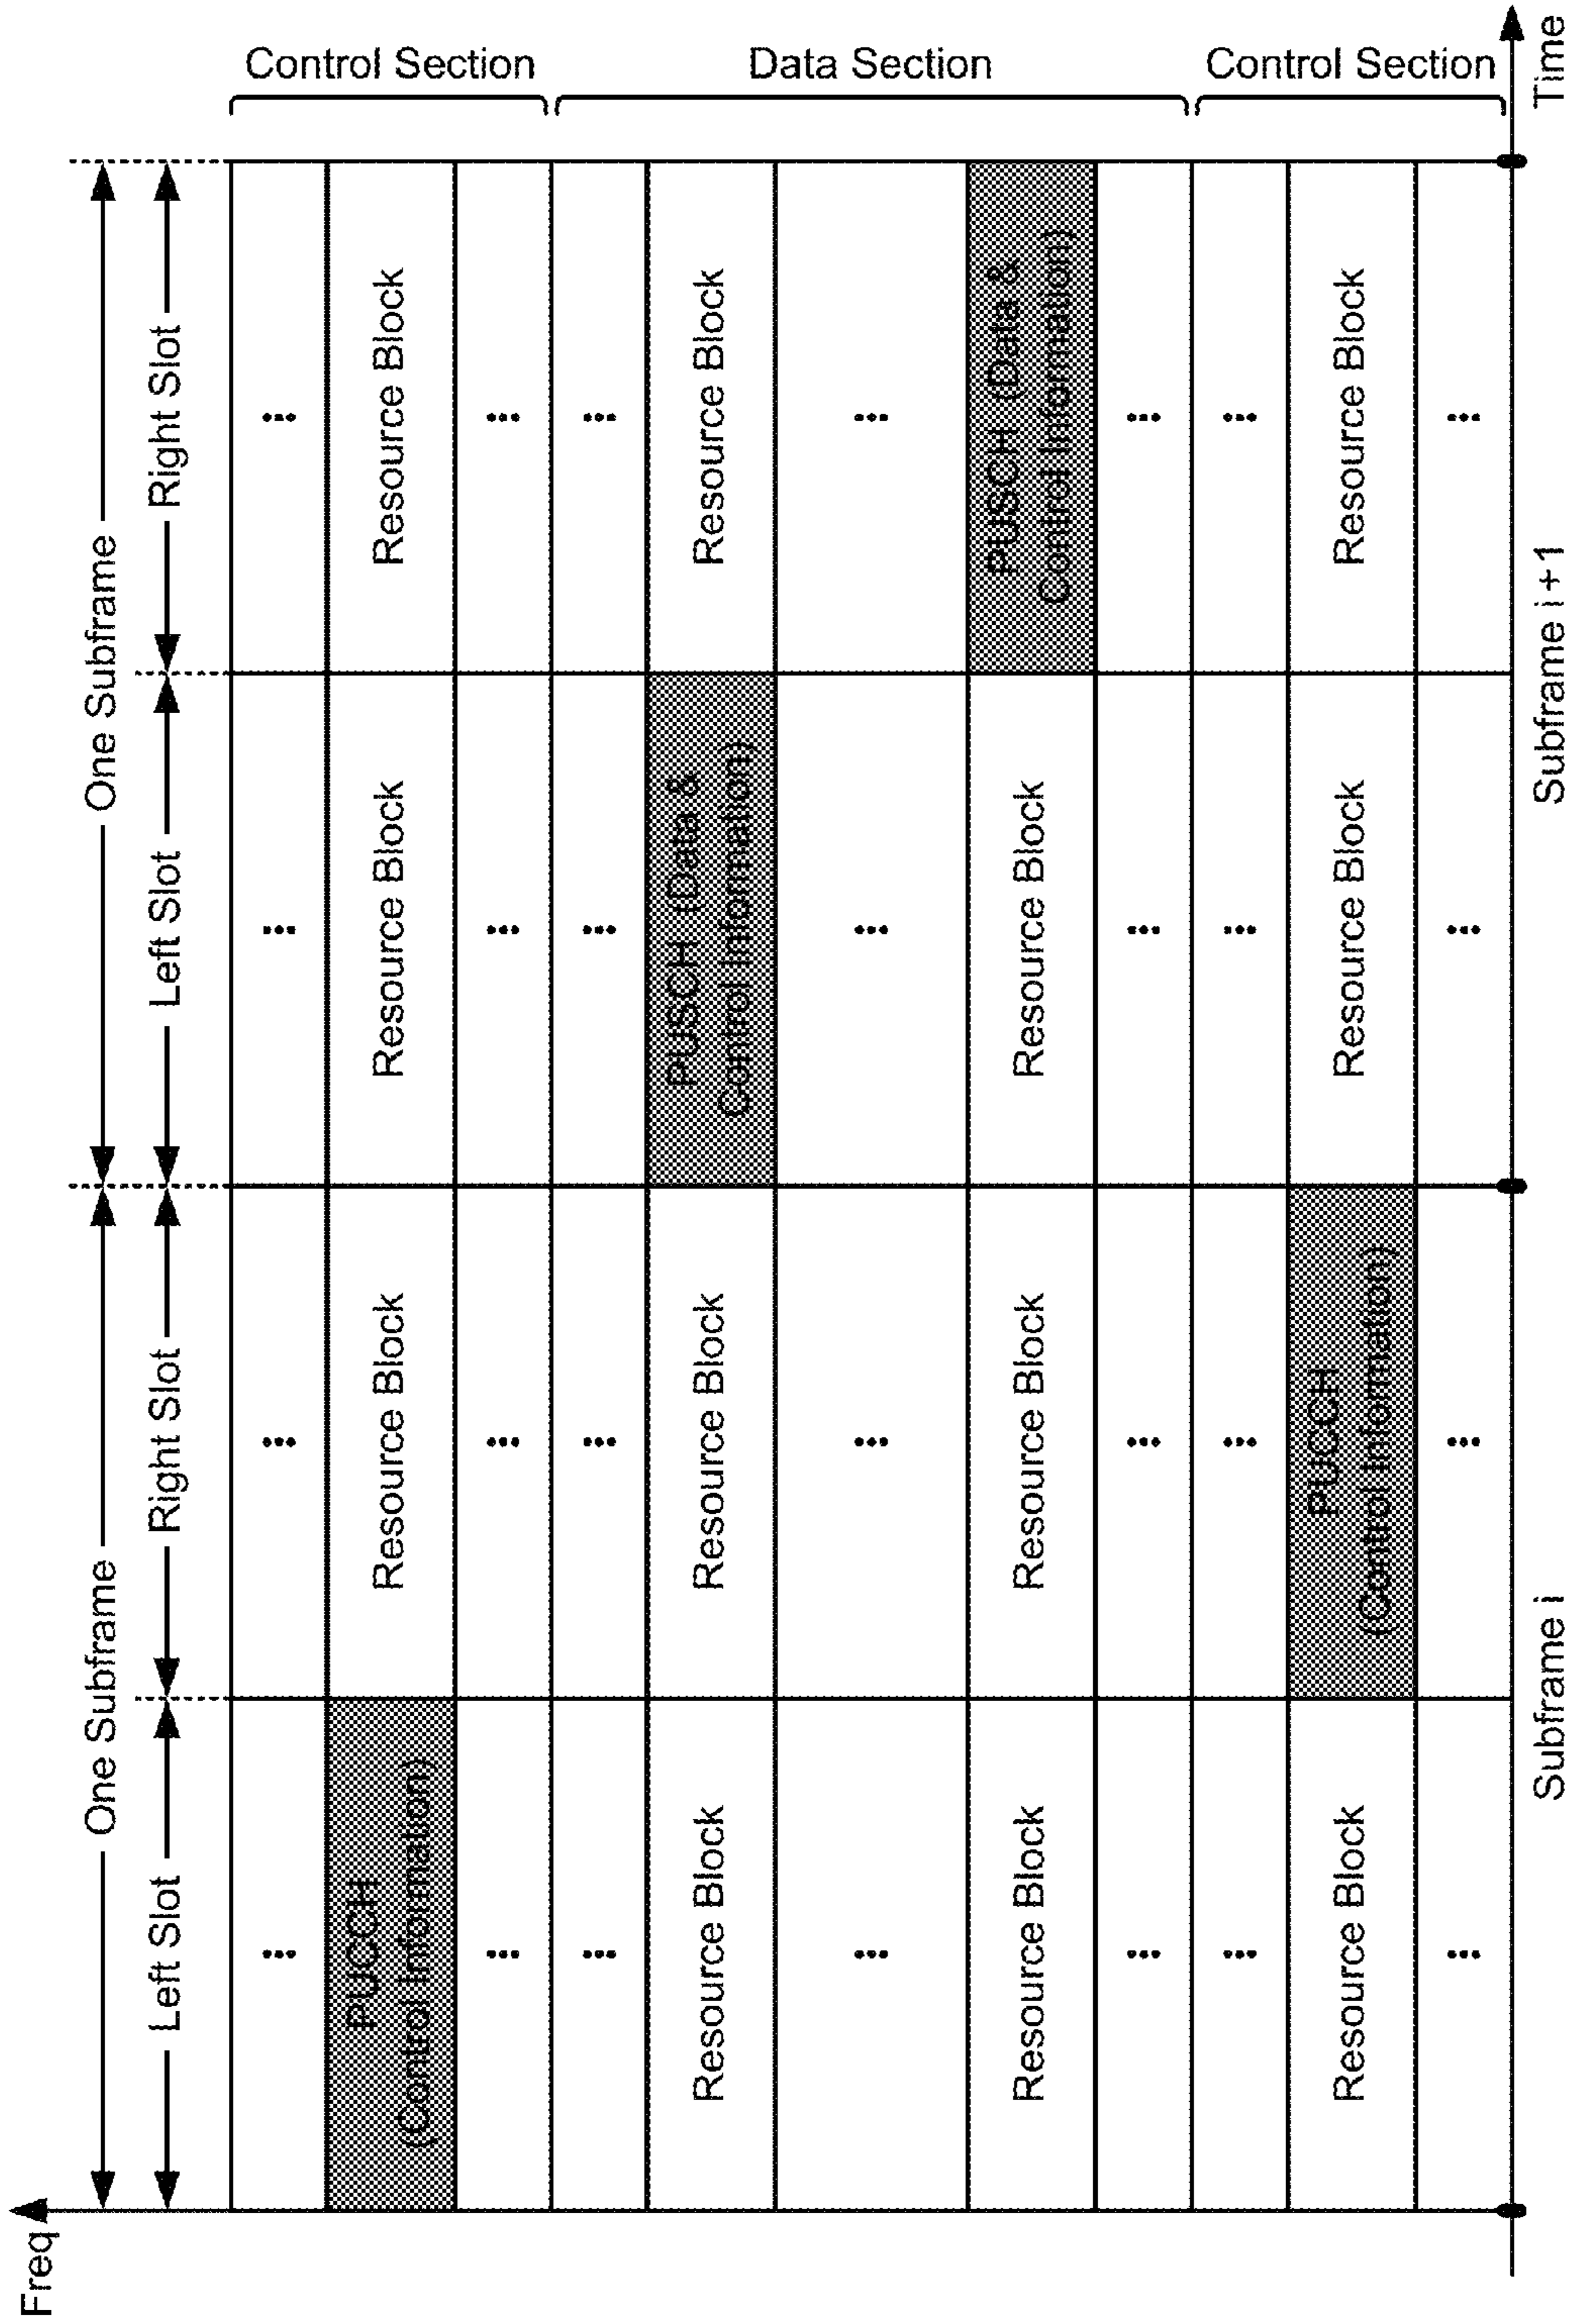 Freq
One Subframe
One Subframe
Left Slot
Right Slot
Left Slot
Right Slot
... ... ... ...
PUCCH
(Control Information)
Resource Block
Resource Block
Resource Block
Control Section
... ... ... ...
... ... ... ...
Resource Block
Resource Block
PUSCH (Data &
Control Information)
Resource Block
... ... ... ...
Data Section
Resource Block
Resource Block
Resource Block
PUSCH (Data &
Control Information)
... ... ... ...
... ... ... ...
Resource Block
PUCCH
(Control Information)
Resource Block
Resource Block
Control Section
... ... ... ...
Subframe i
Subframe i+1
Time